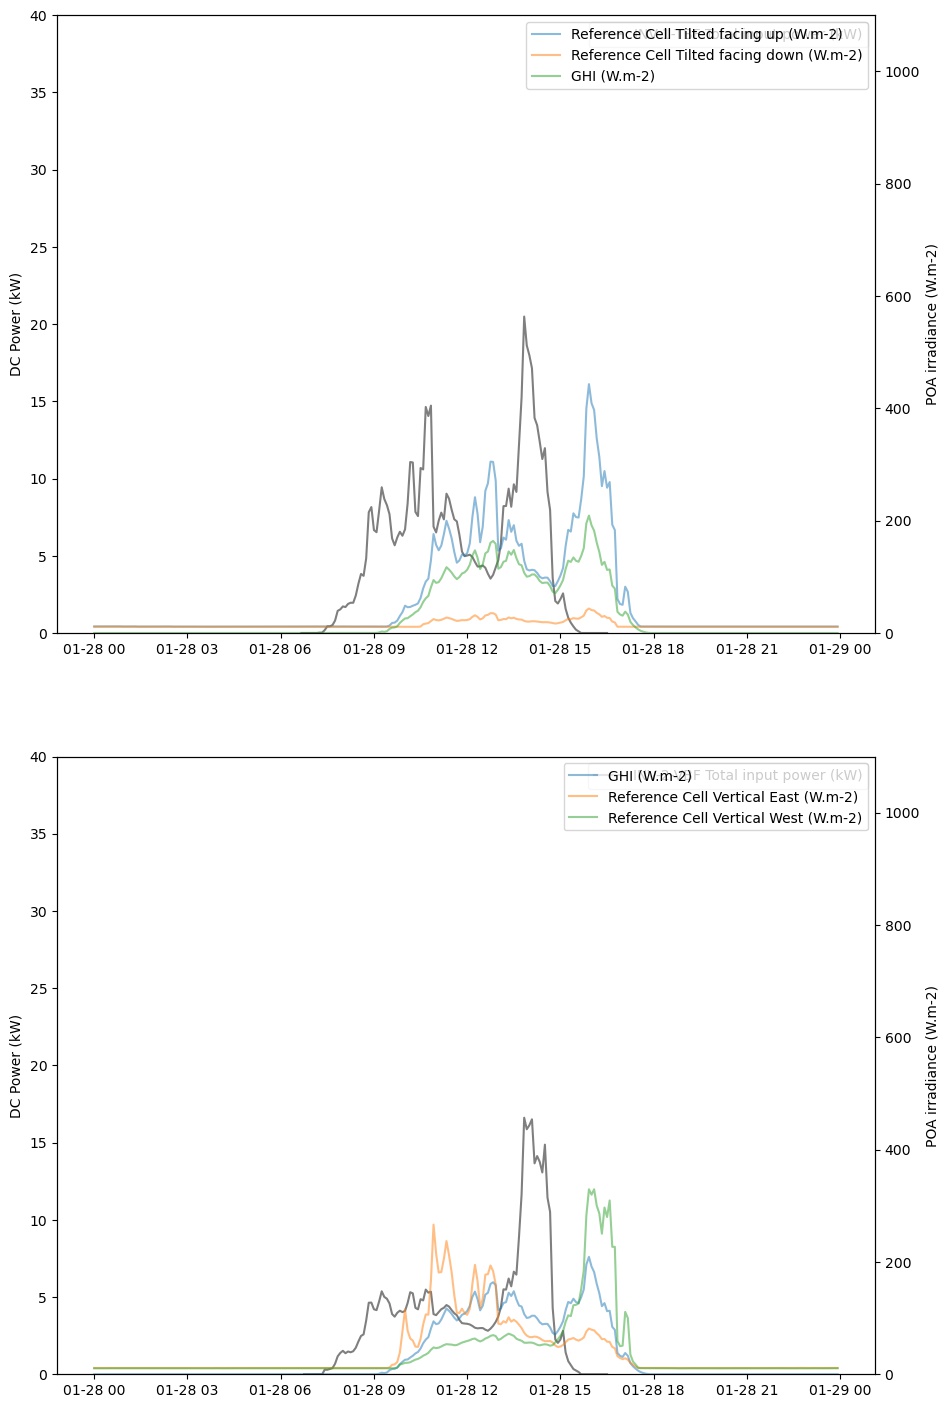 40
35
30
25
20
15
10
5
0
DC Power (kW)
Reference Cell Tilted facing up (W.m-2)
Reference Cell Tilted facing down (W.m-2)
GHI (W.m-2)
1000
800
600
400
200
0
POA irradiance (W.m-2)
01-28 00 01-28 03 01-28 06 01-28 09 01-28 12 01-28 15 01-28 18 01-28 21 01-29 00
40
35
30
25
20
15
10
5
0
DC Power (kW)
Total input power (kW)
GHI (W.m-2)
Reference Cell Vertical East (W.m-2)
Reference Cell Vertical West (W.m-2)
1000
800
600
400
200
0
POA irradiance (W.m-2)
01-28 00 01-28 03 01-28 06 01-28 09 01-28 12 01-28 15 01-28 18 01-28 21 01-29 00